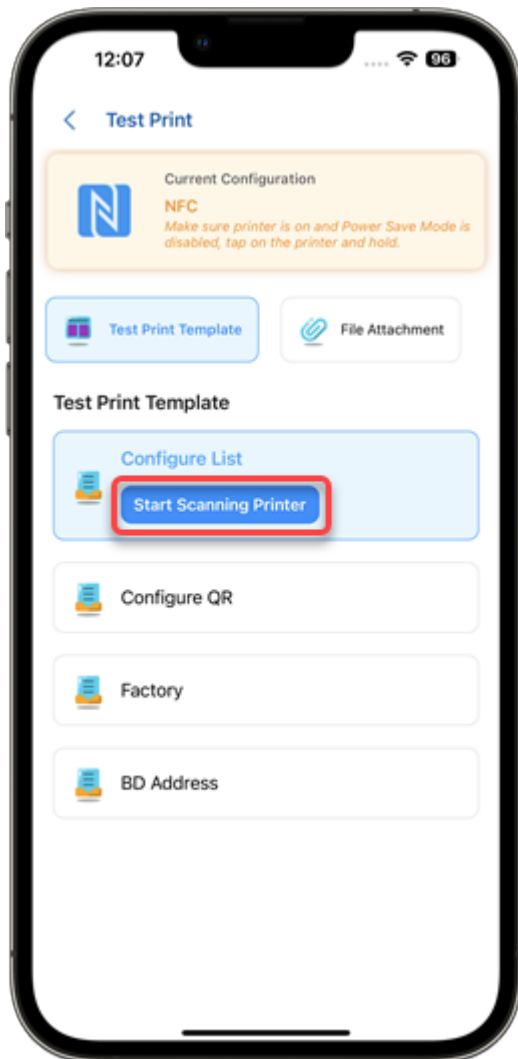 12:07
96
Test Print
Current Configuration
NFC
Make sure printer is on and Power Save Mode is
disabled, tap on the printer and hold.
Test Print Template
File Attachment
Test Print Template
Configure List
Start Scanning Printer
Configure QR
Factory
BD Address